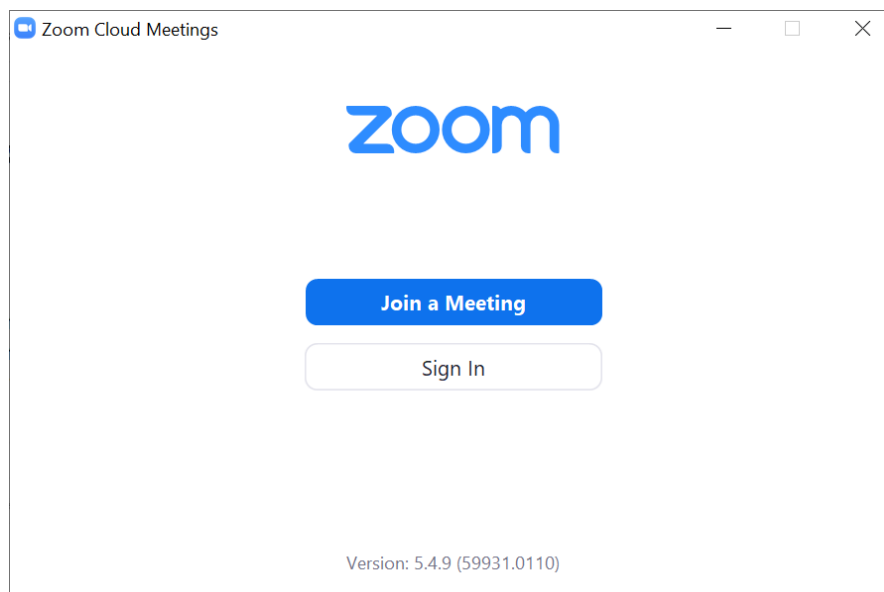 Zoom Cloud Meetings
zoom
Join a Meeting
Sign In
Version: 5.4.9 (59931.0110)